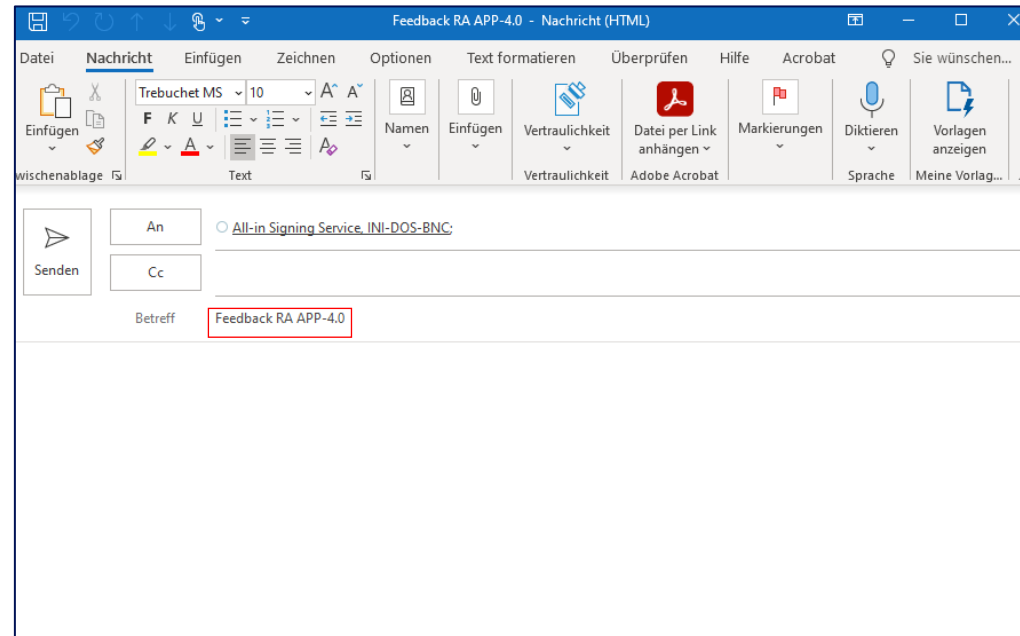 Feedback RA APP-4.0 - Nachricht (HTML)
Datei Nachricht Einfügen Zeichnen Optionen Text formatieren Überprüfen Hilfe Acrobat Sie wünschen...
Trebuchet MS 10
F K U
Einfügen
A
Namen
Einfügen
Vertraulichkeit
Datei per Link
anhängen
Markierungen
Diktieren
Vorlagen
anzeigen
wischenablage Text Vertraulichkeit Adobe Acrobat Sprache Meine Vorlag...
Senden
An All-in Signing Service, INI-DOS-BNC;
Cc
Betreff Feedback RA APP-4.0